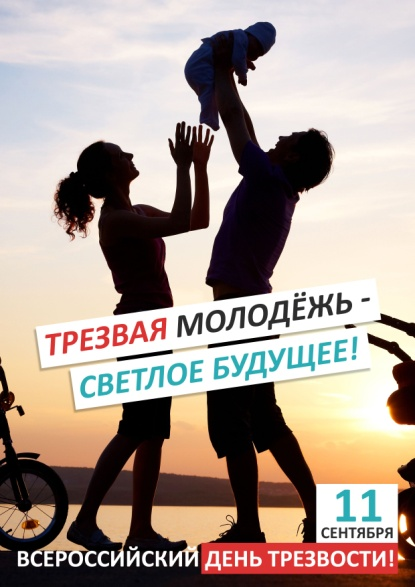 ТРЕЗВАЯ МОЛОДЁЖЬ -
СВЕТЛОЕ БУДУЩЕЕ!
11
СЕНТЯБРЯ
ВСЕРОССИЙСКИЙ ДЕНЬ ТРЕЗВОСТИ!